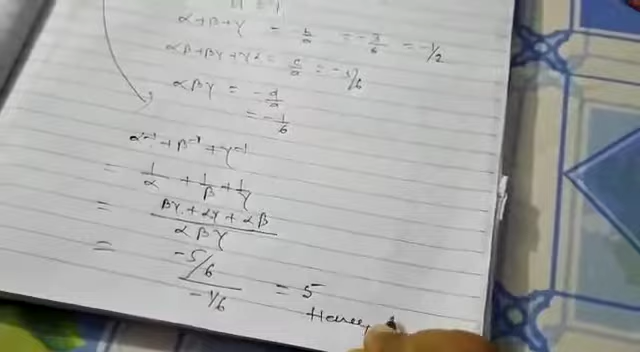 α+β+γ = -b/a = -3/6 = -1/2
αβ+βγ+γα = c/a = -5/6
αβγ = -d/a
= -1/6
α⁻¹ + β⁻¹ + γ⁻¹
= 1/α + 1/β + 1/γ
= (βγ + αγ + αβ)/(αβγ)
= (-5/6)/(-1/6) = 5